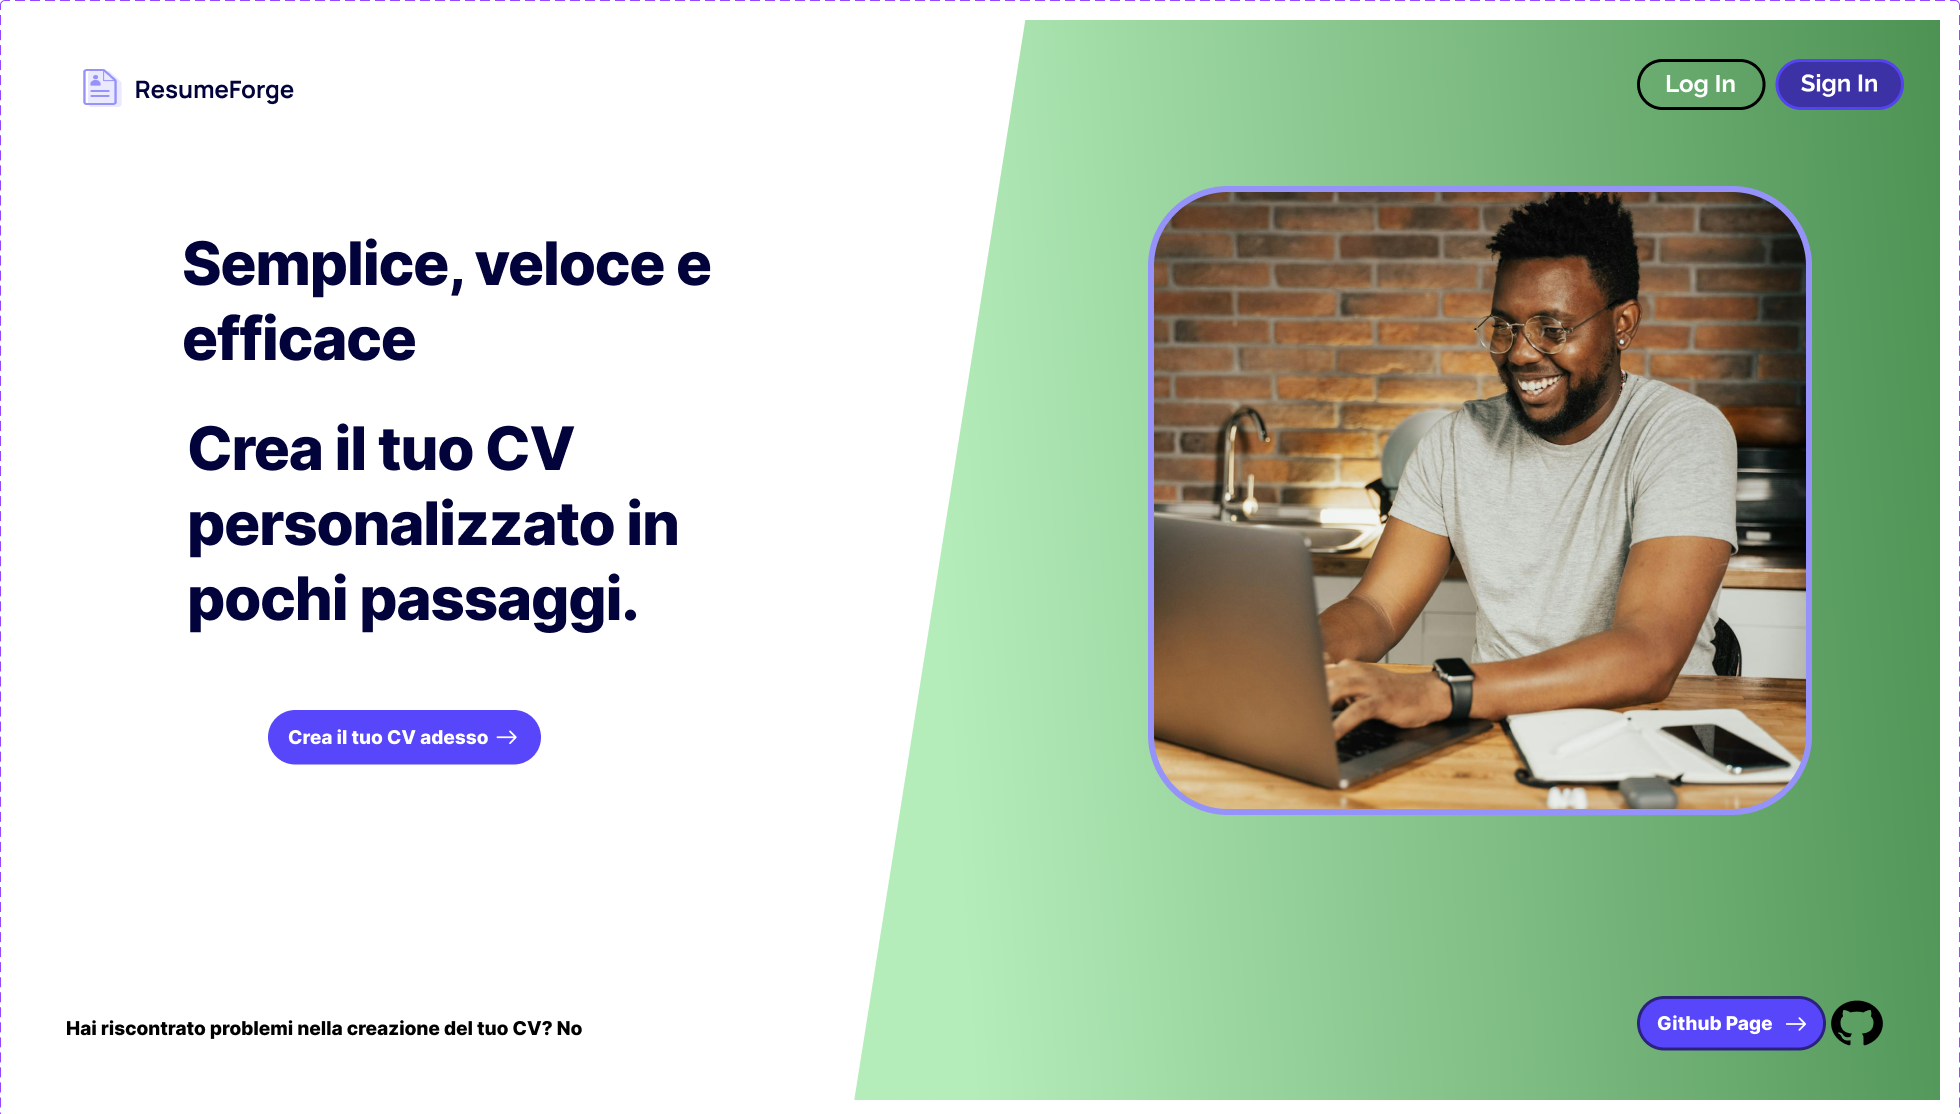 ResumeForge
Log In
Sign In
Semplice, veloce e
efficace
Crea il tuo CV
personalizzato in
pochi passaggi.
Crea il tuo CV adesso
Hai riscontrato problemi nella creazione del tuo CV? No
Github Page